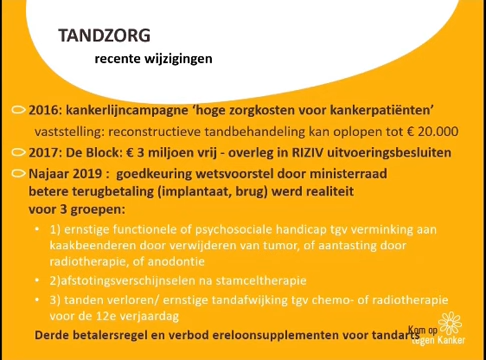 TANDZORG
recente wijzigingen
2016: kankerlijncampagne ‘hoge zorgkosten voor kankerpatiënten’
vaststelling: reconstructieve tandbehandeling kan oplopen tot € 20.000
2017: De Block: € 3 miljoen vrij - overleg in RIZIV uitvoeringsbesluiten
Najaar 2019 : goedkeuring wetsvoorstel door ministerraad
betere terugbetaling (implantaat, brug) werd realiteit
voor 3 groepen:
• 1) ernstige functionele of psychosociale handicap tgv verminking aan
kaakbeenderen door verwijderen van tumor, of aantasting door
radiotherapie, of anodontie
• 2)afstotingsverschijnselen na stamceltherapie
• 3) tanden verloren/ ernstige tandafwijking tgv chemo- of radiotherapie
voor de 12e verjaardag
Derde betalersregel en verbod ereloonsupplementen voor tandarts
Kom op
tegen Kanker